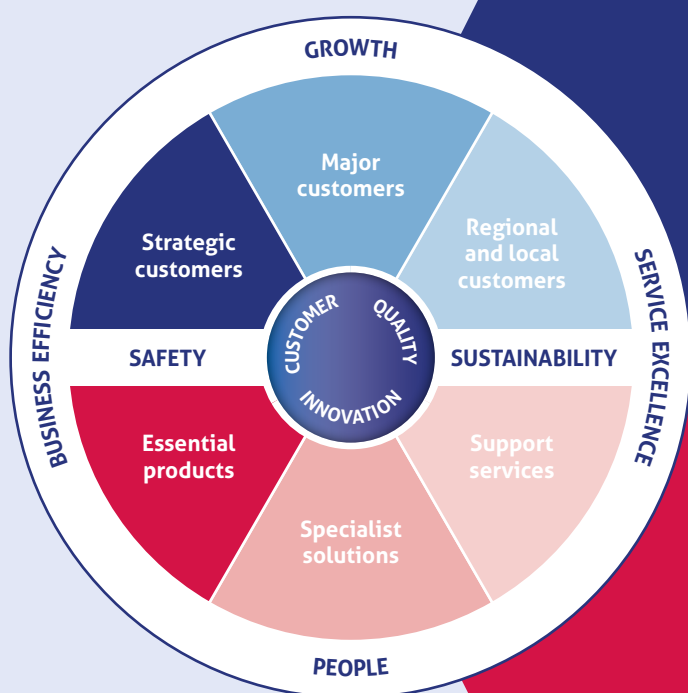 GROWTH
Major
customers
Strategic
customers
Regional
and local
customers
BUSINESS EFFICIENCY
SERVICE EXCELLENCE
CUSTOMER
QUALITY
INNOVATION
SAFETY
SUSTAINABILITY
Essential
products
Support
services
Specialist
solutions
PEOPLE